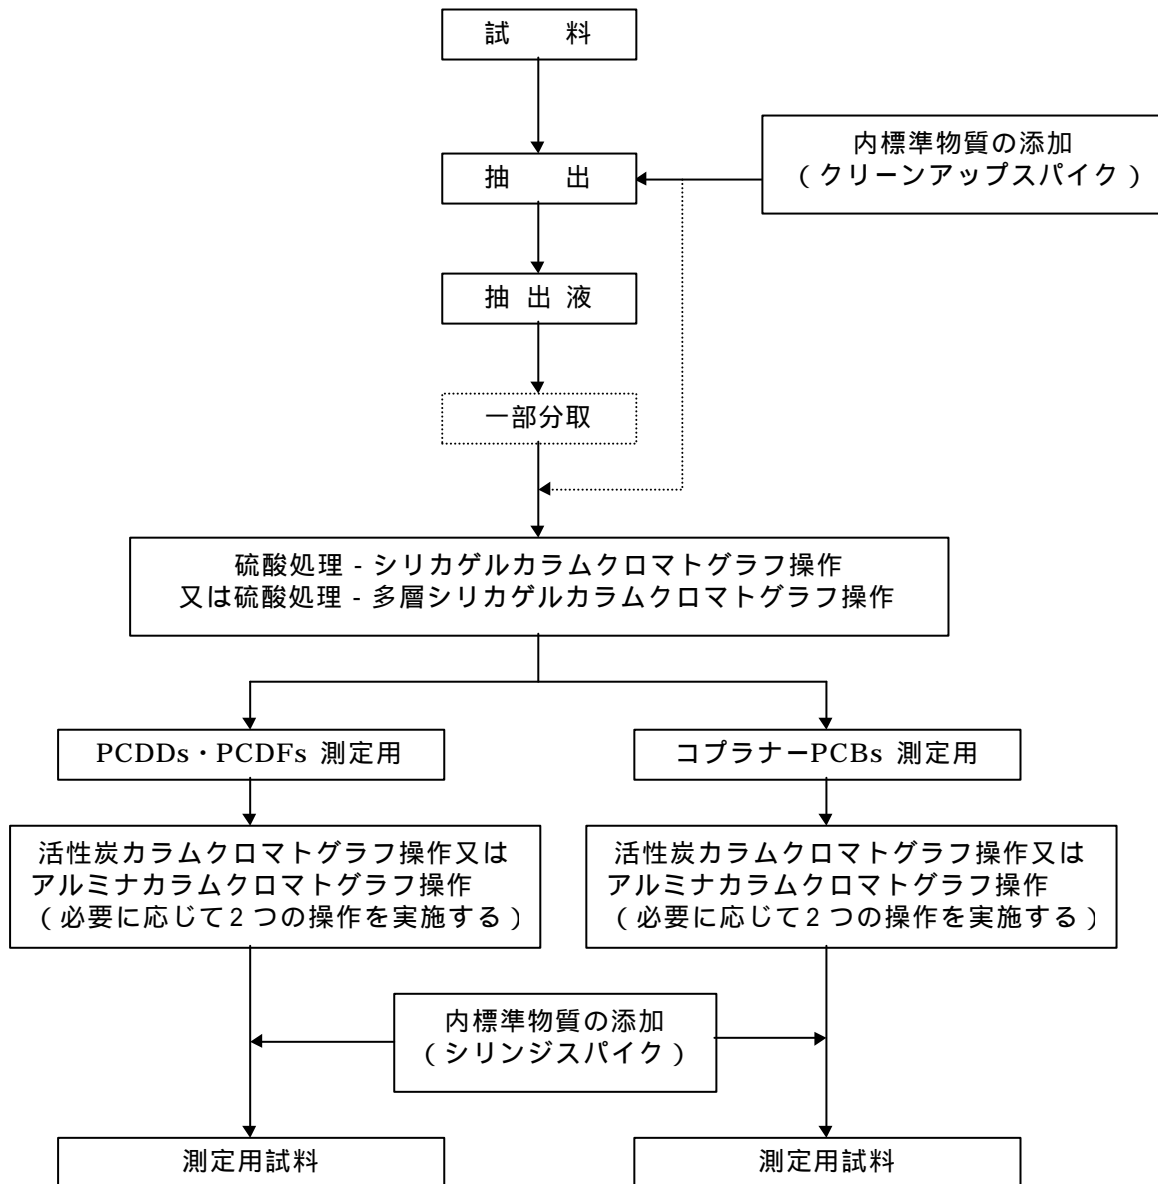 試　　料
内標準物質の添加
（クリーンアップスパイク）
抽　　出
抽 出 液
一部分取
硫酸処理 - シリカゲルカラムクロマトグラフ操作
又は硫酸処理 - 多層シリカゲルカラムクロマトグラフ操作
PCDDs・PCDFs 測定用
コプラナーPCBs 測定用
活性炭カラムクロマトグラフ操作又は
アルミナカラムクロマトグラフ操作
（必要に応じて２つの操作を実施する）
活性炭カラムクロマトグラフ操作又は
アルミナカラムクロマトグラフ操作
（必要に応じて２つの操作を実施する）
内標準物質の添加
（シリンジスパイク）
測定用試料
測定用試料